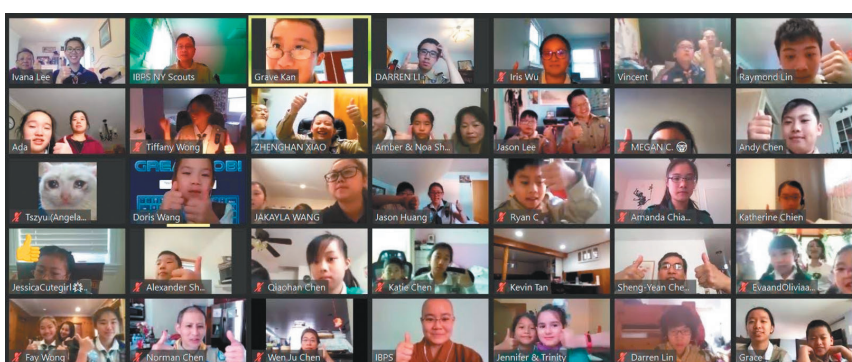 Ivana Lee
IBPS NY Scouts
Grave Kan
DARREN LI
Iris Wu
Vincent
Raymond Lin
Ada
Tiffany Wong
ZHENGHAN XIAO
Amber & Noa Sh...
Jason Lee
MEGAN C.
Andy Chen
Tszyu (Angela...
Doris Wang
JAKAYLA WANG
Jason Huang
Ryan C
Amanda Chia...
Katherine Chien
JessicaCutegirl
Alexander Sh...
Qiaohan Chen
Katie Chen
Kevin Tan
Sheng-Yean Che...
EvaandOliviaa...
Fay Wong
Norman Chen
Wen.Ju Chen
IBPS
Jennifer & Trinity
Darren Lin
Grace